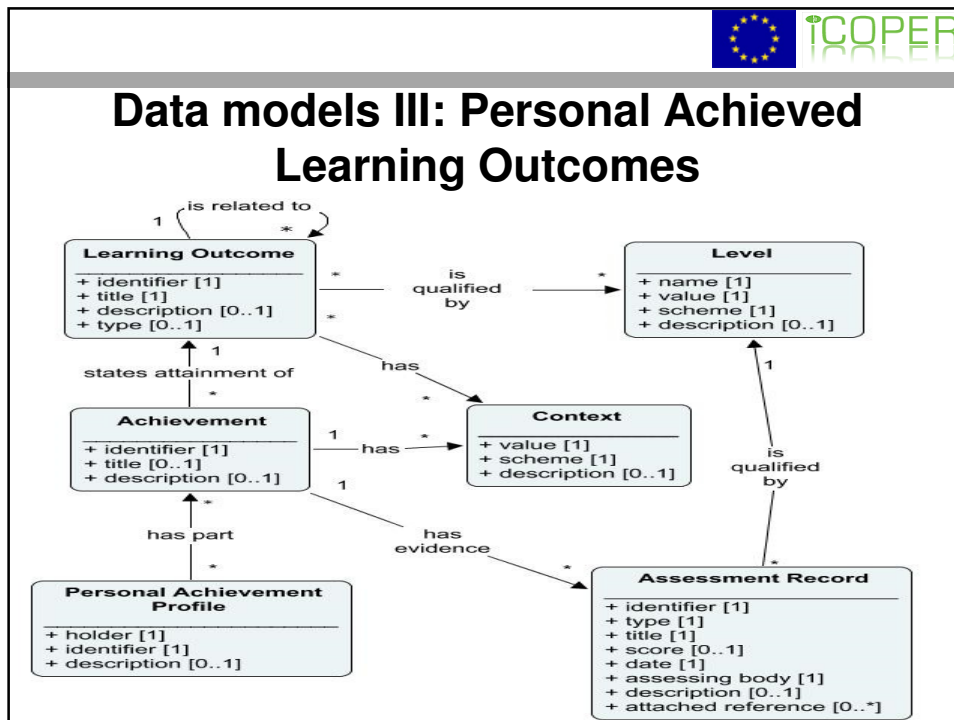 iCOPER
Data models III: Personal Achieved
Learning Outcomes
is related to
1
*
Learning Outcome
+ identifier [1]
+ title [1]
+ description [0..1]
+ type [0..1]
*
is
qualified
by
*
Level
+ name [1]
+ value [1]
+ scheme [1]
+ description [0..1]
*
has
*
1
states attainment of
*
1
is
qualified
by
*
Achievement
+ identifier [1]
+ title [0..1]
+ description [0..1]
1
has
*
Context
+ value [1]
+ scheme [1]
+ description [0..1]
1
has
evidence
*
*
has part
*
Personal Achievement
Profile
+ holder [1]
+ identifier [1]
+ description [0..1]
Assessment Record
+ identifier [1]
+ type [1]
+ title [1]
+ score [0..1]
+ date [1]
+ assessing body [1]
+ description [0..1]
+ attached reference [0..*]